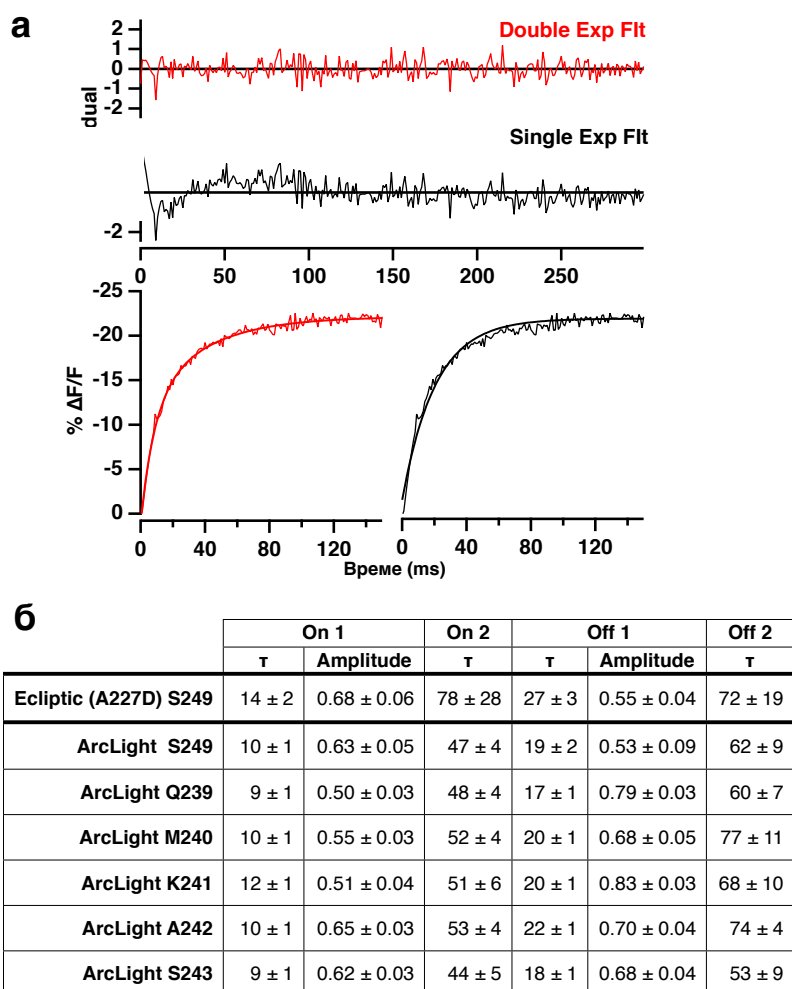 а
Double Exp FIt
2
1
0
-1
-2
dual
Single Exp FIt
-2
0 50 100 150 200 250
-25
-20
-15
-10
-5
0
% ΔF/F
0 40 80 120 0 40 80 120
Време (ms)
б
On 1 On 2 Off 1 Off 2
τ Amplitude τ τ Amplitude τ
Ecliptic (A227D) S249 14 ± 2 0.68 ± 0.06 78 ± 28 27 ± 3 0.55 ± 0.04 72 ± 19
ArcLight S249 10 ± 1 0.63 ± 0.05 47 ± 4 19 ± 2 0.53 ± 0.09 62 ± 9
ArcLight Q239 9 ± 1 0.50 ± 0.03 48 ± 4 17 ± 1 0.79 ± 0.03 60 ± 7
ArcLight M240 10 ± 1 0.55 ± 0.03 52 ± 4 20 ± 1 0.68 ± 0.05 77 ± 11
ArcLight K241 12 ± 1 0.51 ± 0.04 51 ± 6 20 ± 1 0.83 ± 0.03 68 ± 10
ArcLight A242 10 ± 1 0.65 ± 0.03 53 ± 4 22 ± 1 0.70 ± 0.04 74 ± 4
ArcLight S243 9 ± 1 0.62 ± 0.03 44 ± 5 18 ± 1 0.68 ± 0.04 53 ± 9